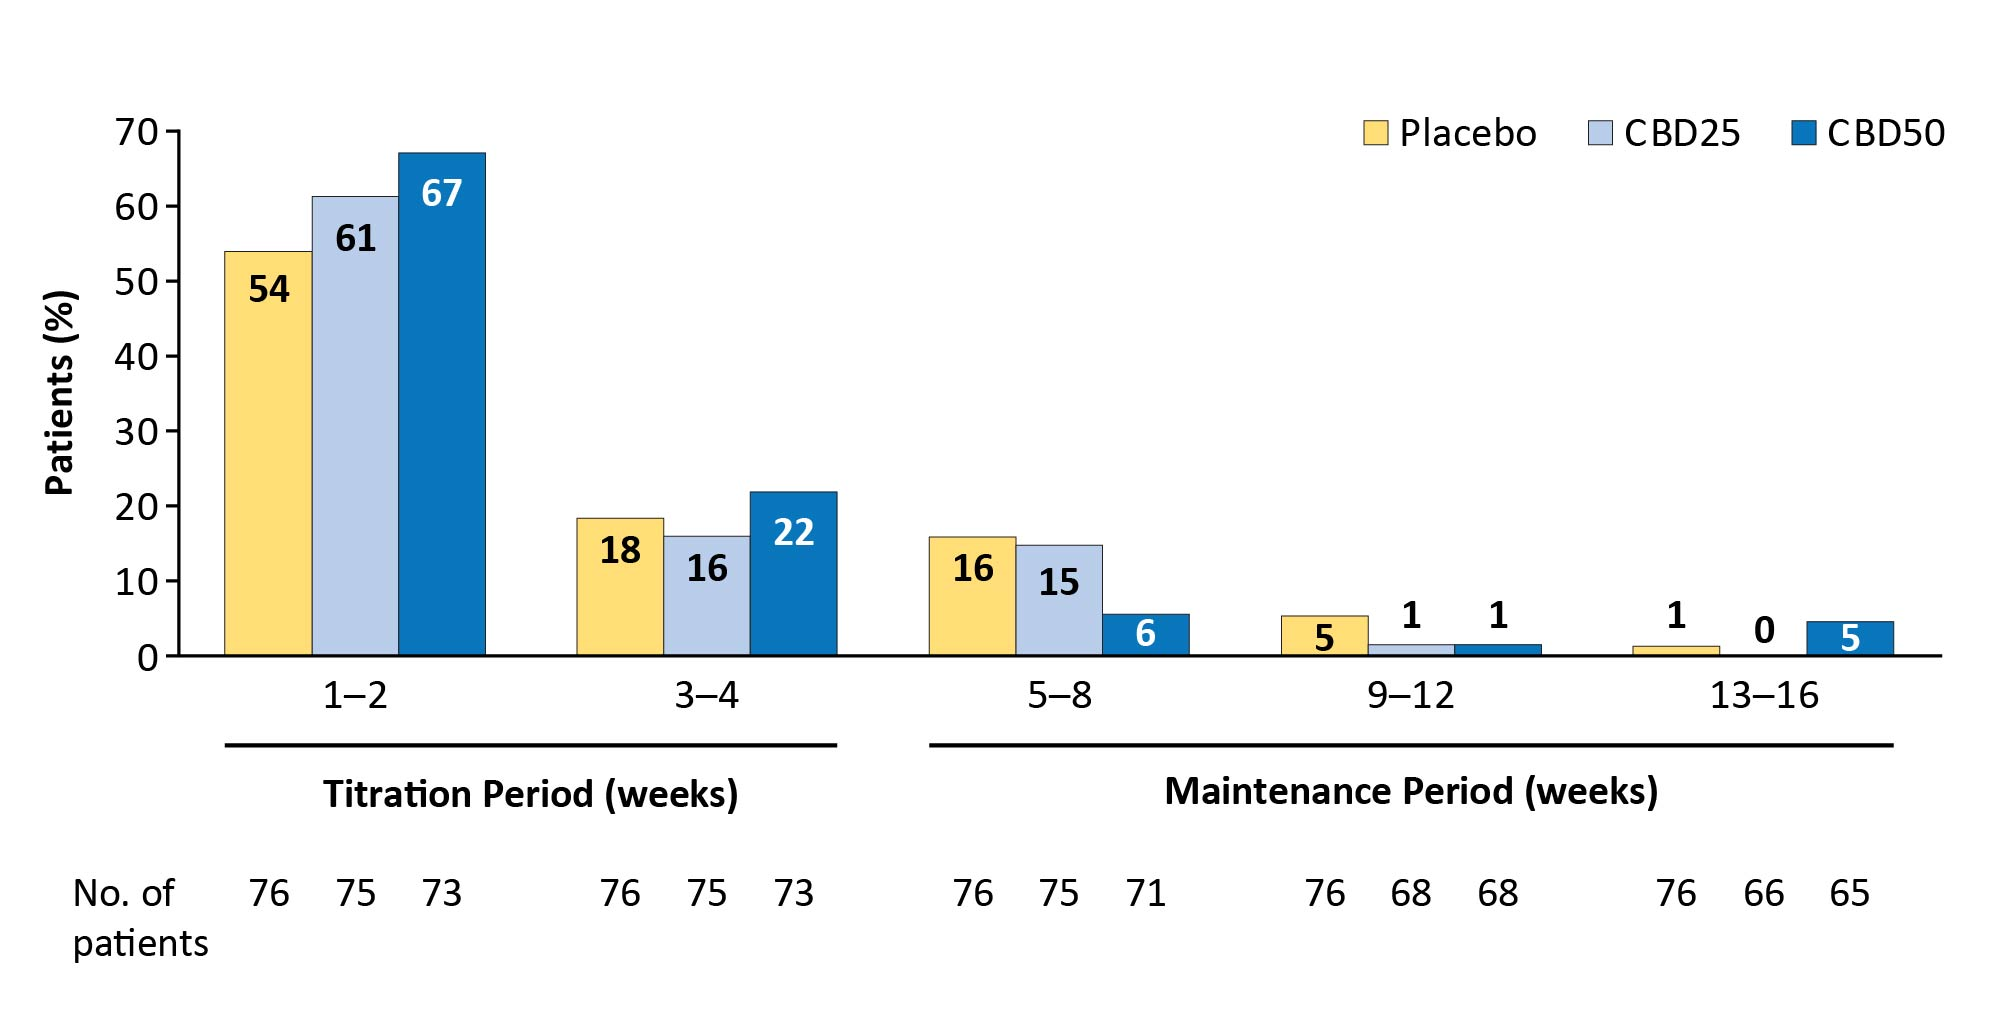 Placebo CBD25 CBD50
Patients (%)
70
60
50
40
30
20
10
0
54 61 67
18 16 22
16 15 6
5 1 1
1 0 5
1–2 3–4 5–8 9–12 13–16
Titration Period (weeks) Maintenance Period (weeks)
No. of
patients
76 75 73 76 75 73 76 75 71 76 68 68 76 66 65